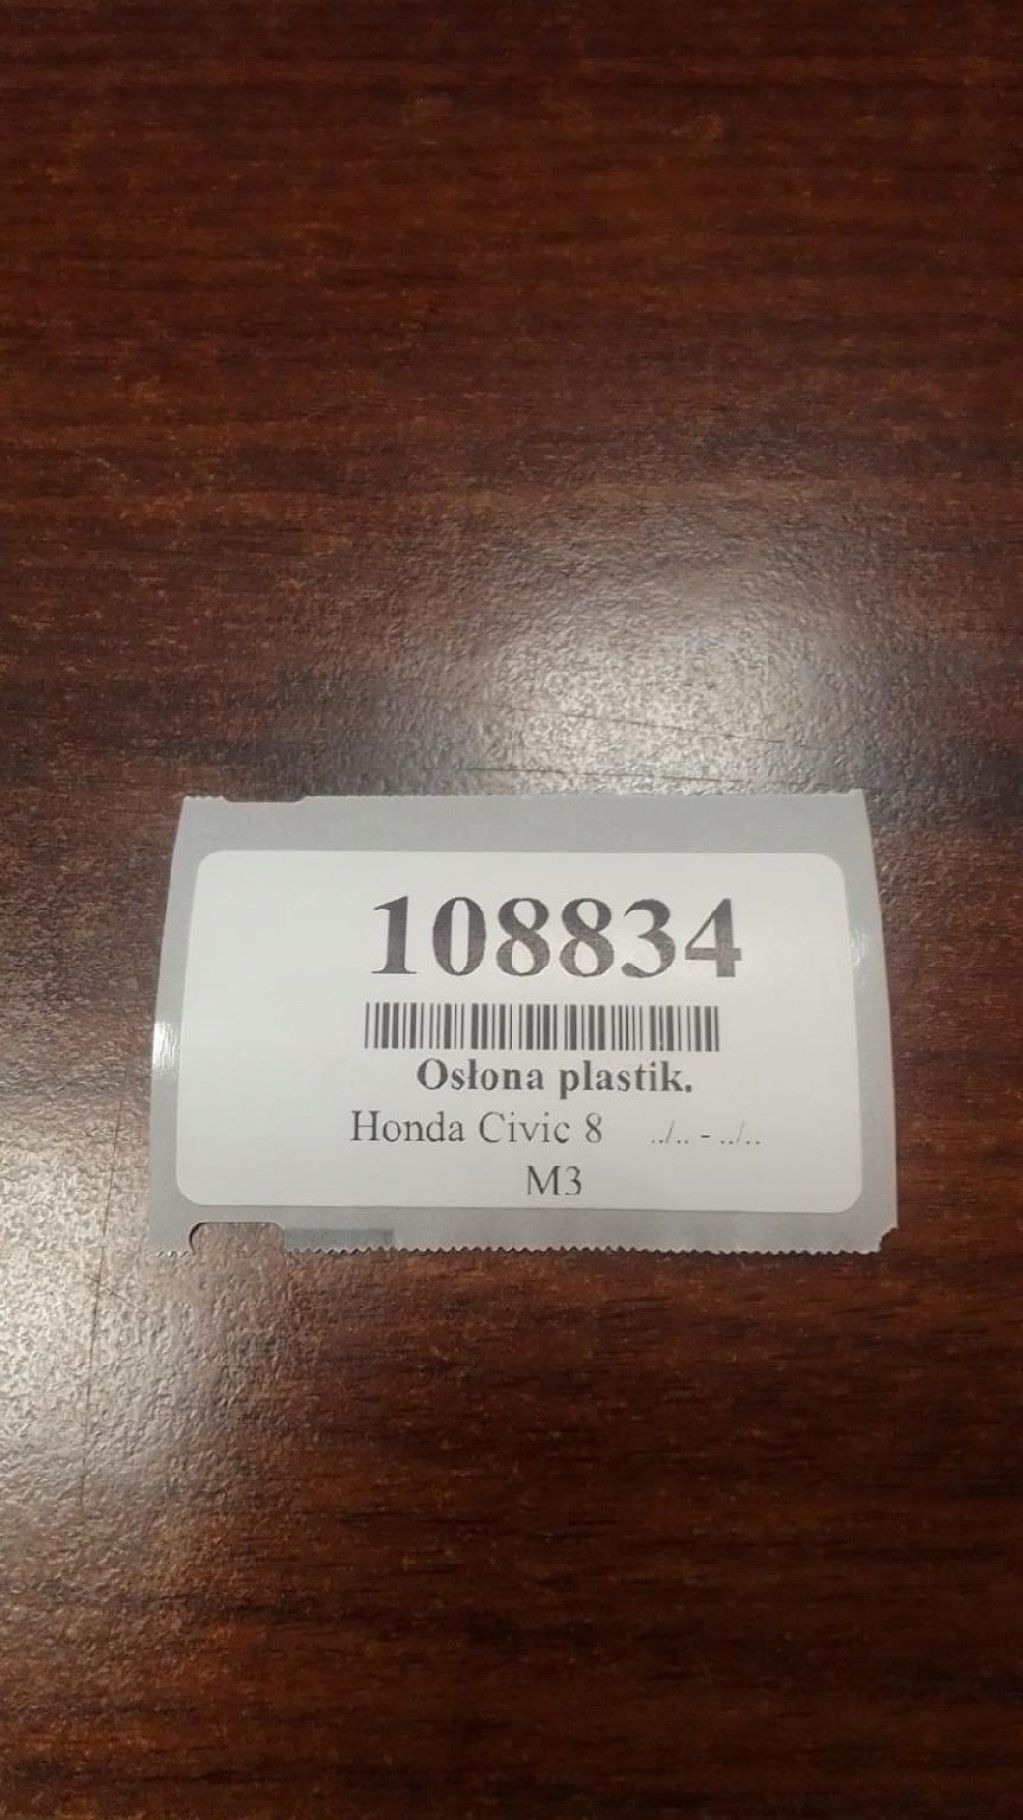 108834
Osłona plastik.
Honda Civic 8 ../.. - ../..
M3